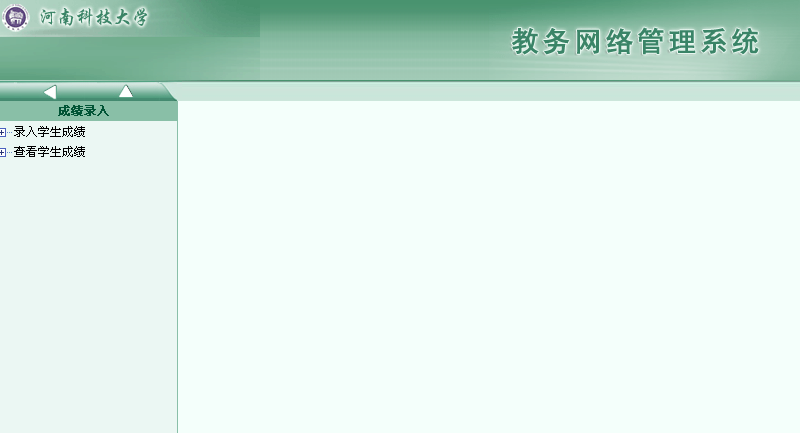 河南科技大学
教务网络管理系统
成绩录入
录入学生成绩
查看学生成绩